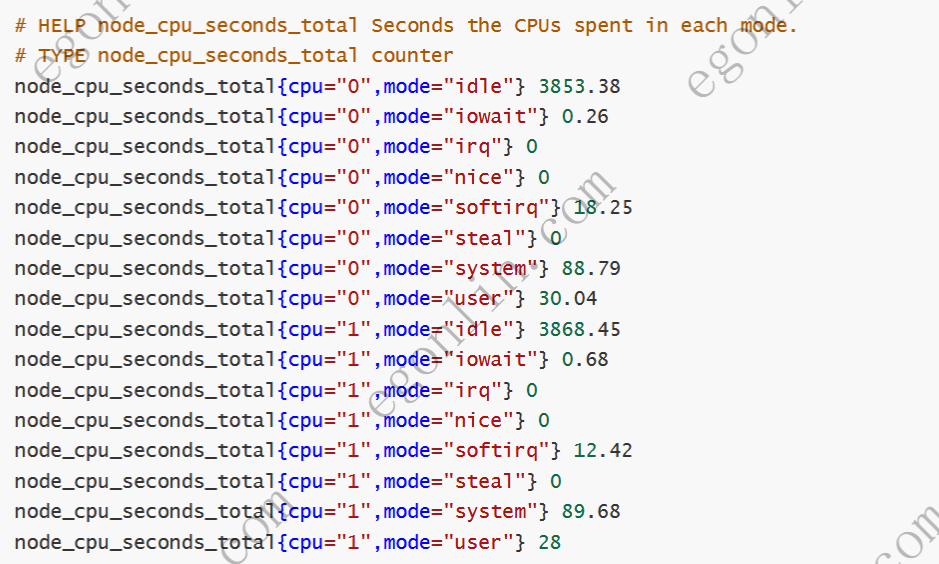 # HELP node_cpu_seconds_total Seconds the CPUs spent in each mode.
# TYPE node_cpu_seconds_total counter
node_cpu_seconds_total{cpu="0",mode="idle"} 3853.38
node_cpu_seconds_total{cpu="0",mode="iowait"} 0.26
node_cpu_seconds_total{cpu="0",mode="irq"} 0
node_cpu_seconds_total{cpu="0",mode="nice"} 0
node_cpu_seconds_total{cpu="0",mode="softirq"} 18.25
node_cpu_seconds_total{cpu="0",mode="steal"} 0
node_cpu_seconds_total{cpu="0",mode="system"} 88.79
node_cpu_seconds_total{cpu="0",mode="user"} 30.04
node_cpu_seconds_total{cpu="1",mode="idle"} 3868.45
node_cpu_seconds_total{cpu="1",mode="iowait"} 0.68
node_cpu_seconds_total{cpu="1",mode="irq"} 0
node_cpu_seconds_total{cpu="1",mode="nice"} 0
node_cpu_seconds_total{cpu="1",mode="softirq"} 12.42
node_cpu_seconds_total{cpu="1",mode="steal"} 0
node_cpu_seconds_total{cpu="1",mode="system"} 89.68
node_cpu_seconds_total{cpu="1",mode="user"} 28
egonlin.com